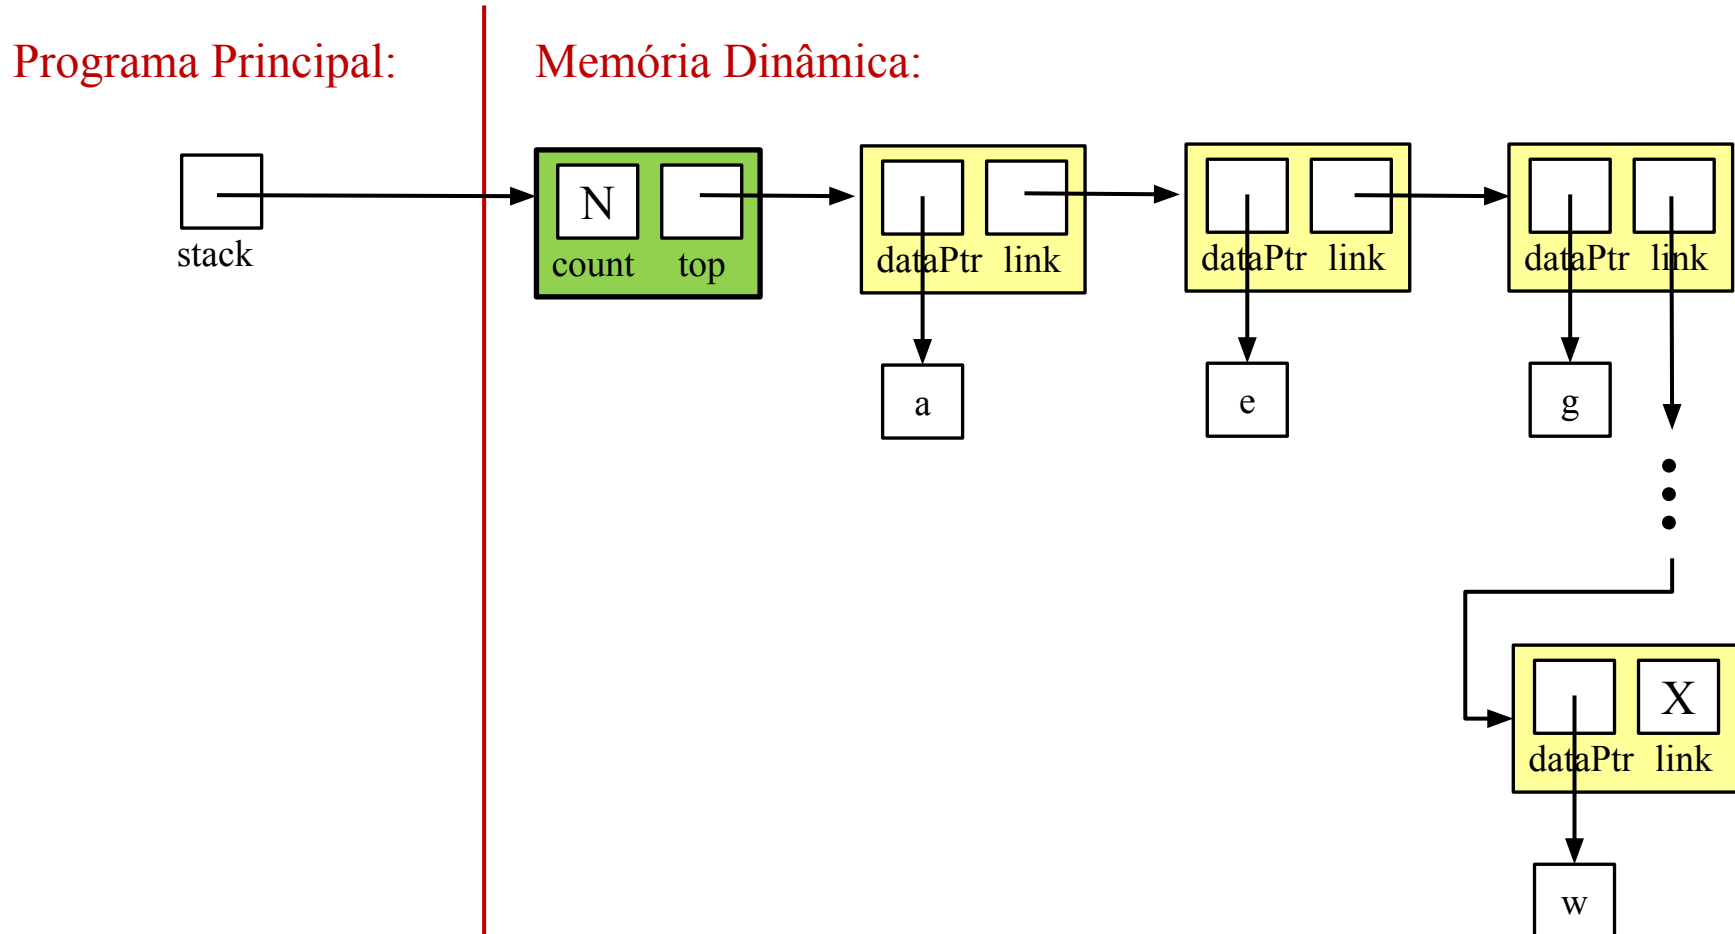 Programa Principal:
Memória Dinâmica:
stack
N
count top
dataPtr link
dataPtr link
dataPtr link
a
e
g
X
dataPtr link
w